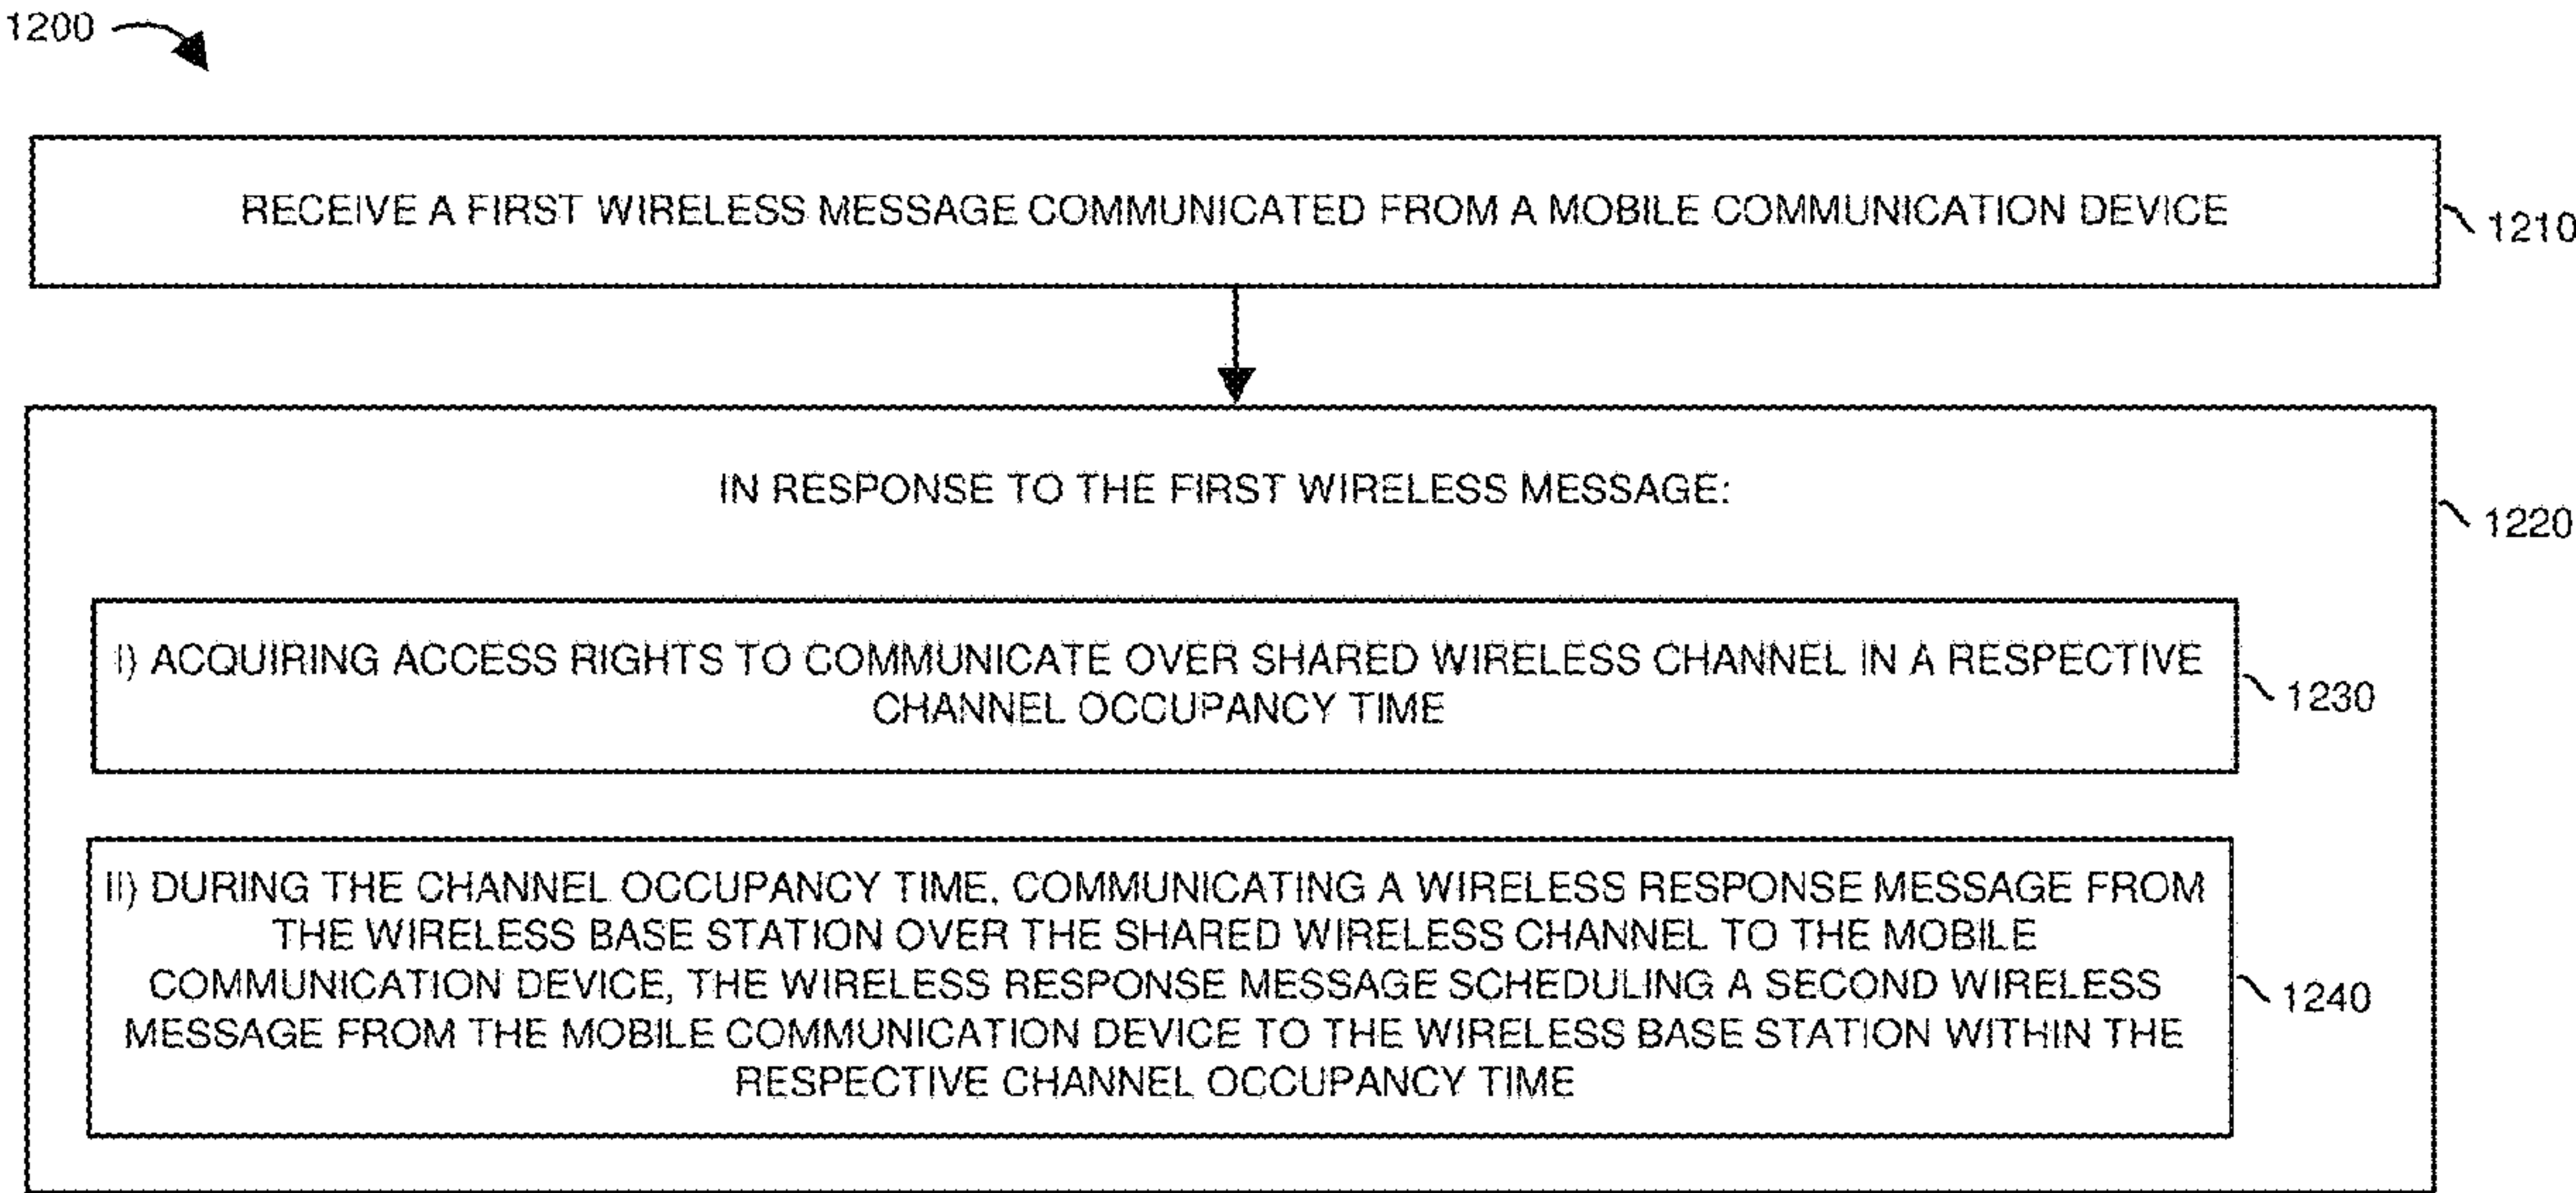 1200
RECEIVE A FIRST WIRELESS MESSAGE COMMUNICATED FROM A MOBILE COMMUNICATION DEVICE
1210
IN RESPONSE TO THE FIRST WIRELESS MESSAGE:
1220
I) ACQUIRING ACCESS RIGHTS TO COMMUNICATE OVER SHARED WIRELESS CHANNEL IN A RESPECTIVE
CHANNEL OCCUPANCY TIME
1230
II) DURING THE CHANNEL OCCUPANCY TIME, COMMUNICATING A WIRELESS RESPONSE MESSAGE FROM
THE WIRELESS BASE STATION OVER THE SHARED WIRELESS CHANNEL TO THE MOBILE
COMMUNICATION DEVICE, THE WIRELESS RESPONSE MESSAGE SCHEDULING A SECOND WIRELESS
MESSAGE FROM THE MOBILE COMMUNICATION DEVICE TO THE WIRELESS BASE STATION WITHIN THE
RESPECTIVE CHANNEL OCCUPANCY TIME
1240